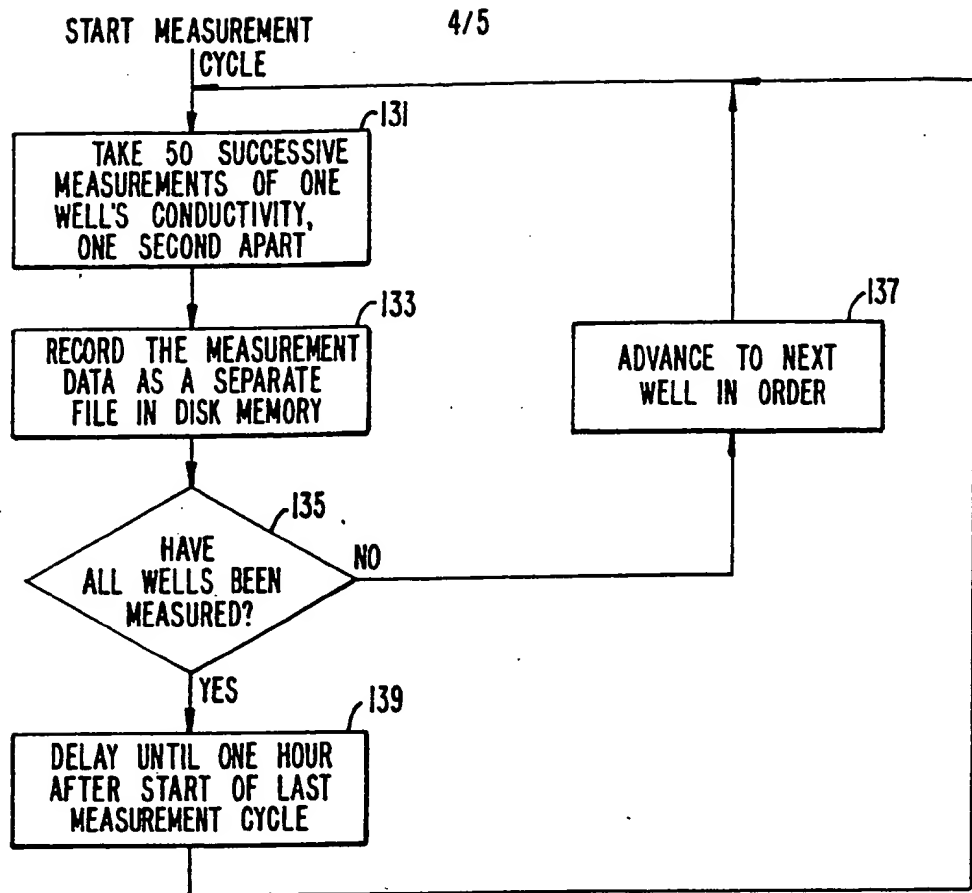 START MEASUREMENT
CYCLE
4/5
131
TAKE 50 SUCCESSIVE
MEASUREMENTS OF ONE
WELL'S CONDUCTIVITY,
ONE SECOND APART
133
RECORD THE MEASUREMENT
DATA AS A SEPARATE
FILE IN DISK MEMORY
137
ADVANCE TO NEXT
WELL IN ORDER
135
HAVE
ALL WELLS BEEN
MEASURED?
NO
YES
139
DELAY UNTIL ONE HOUR
AFTER START OF LAST
MEASUREMENT CYCLE